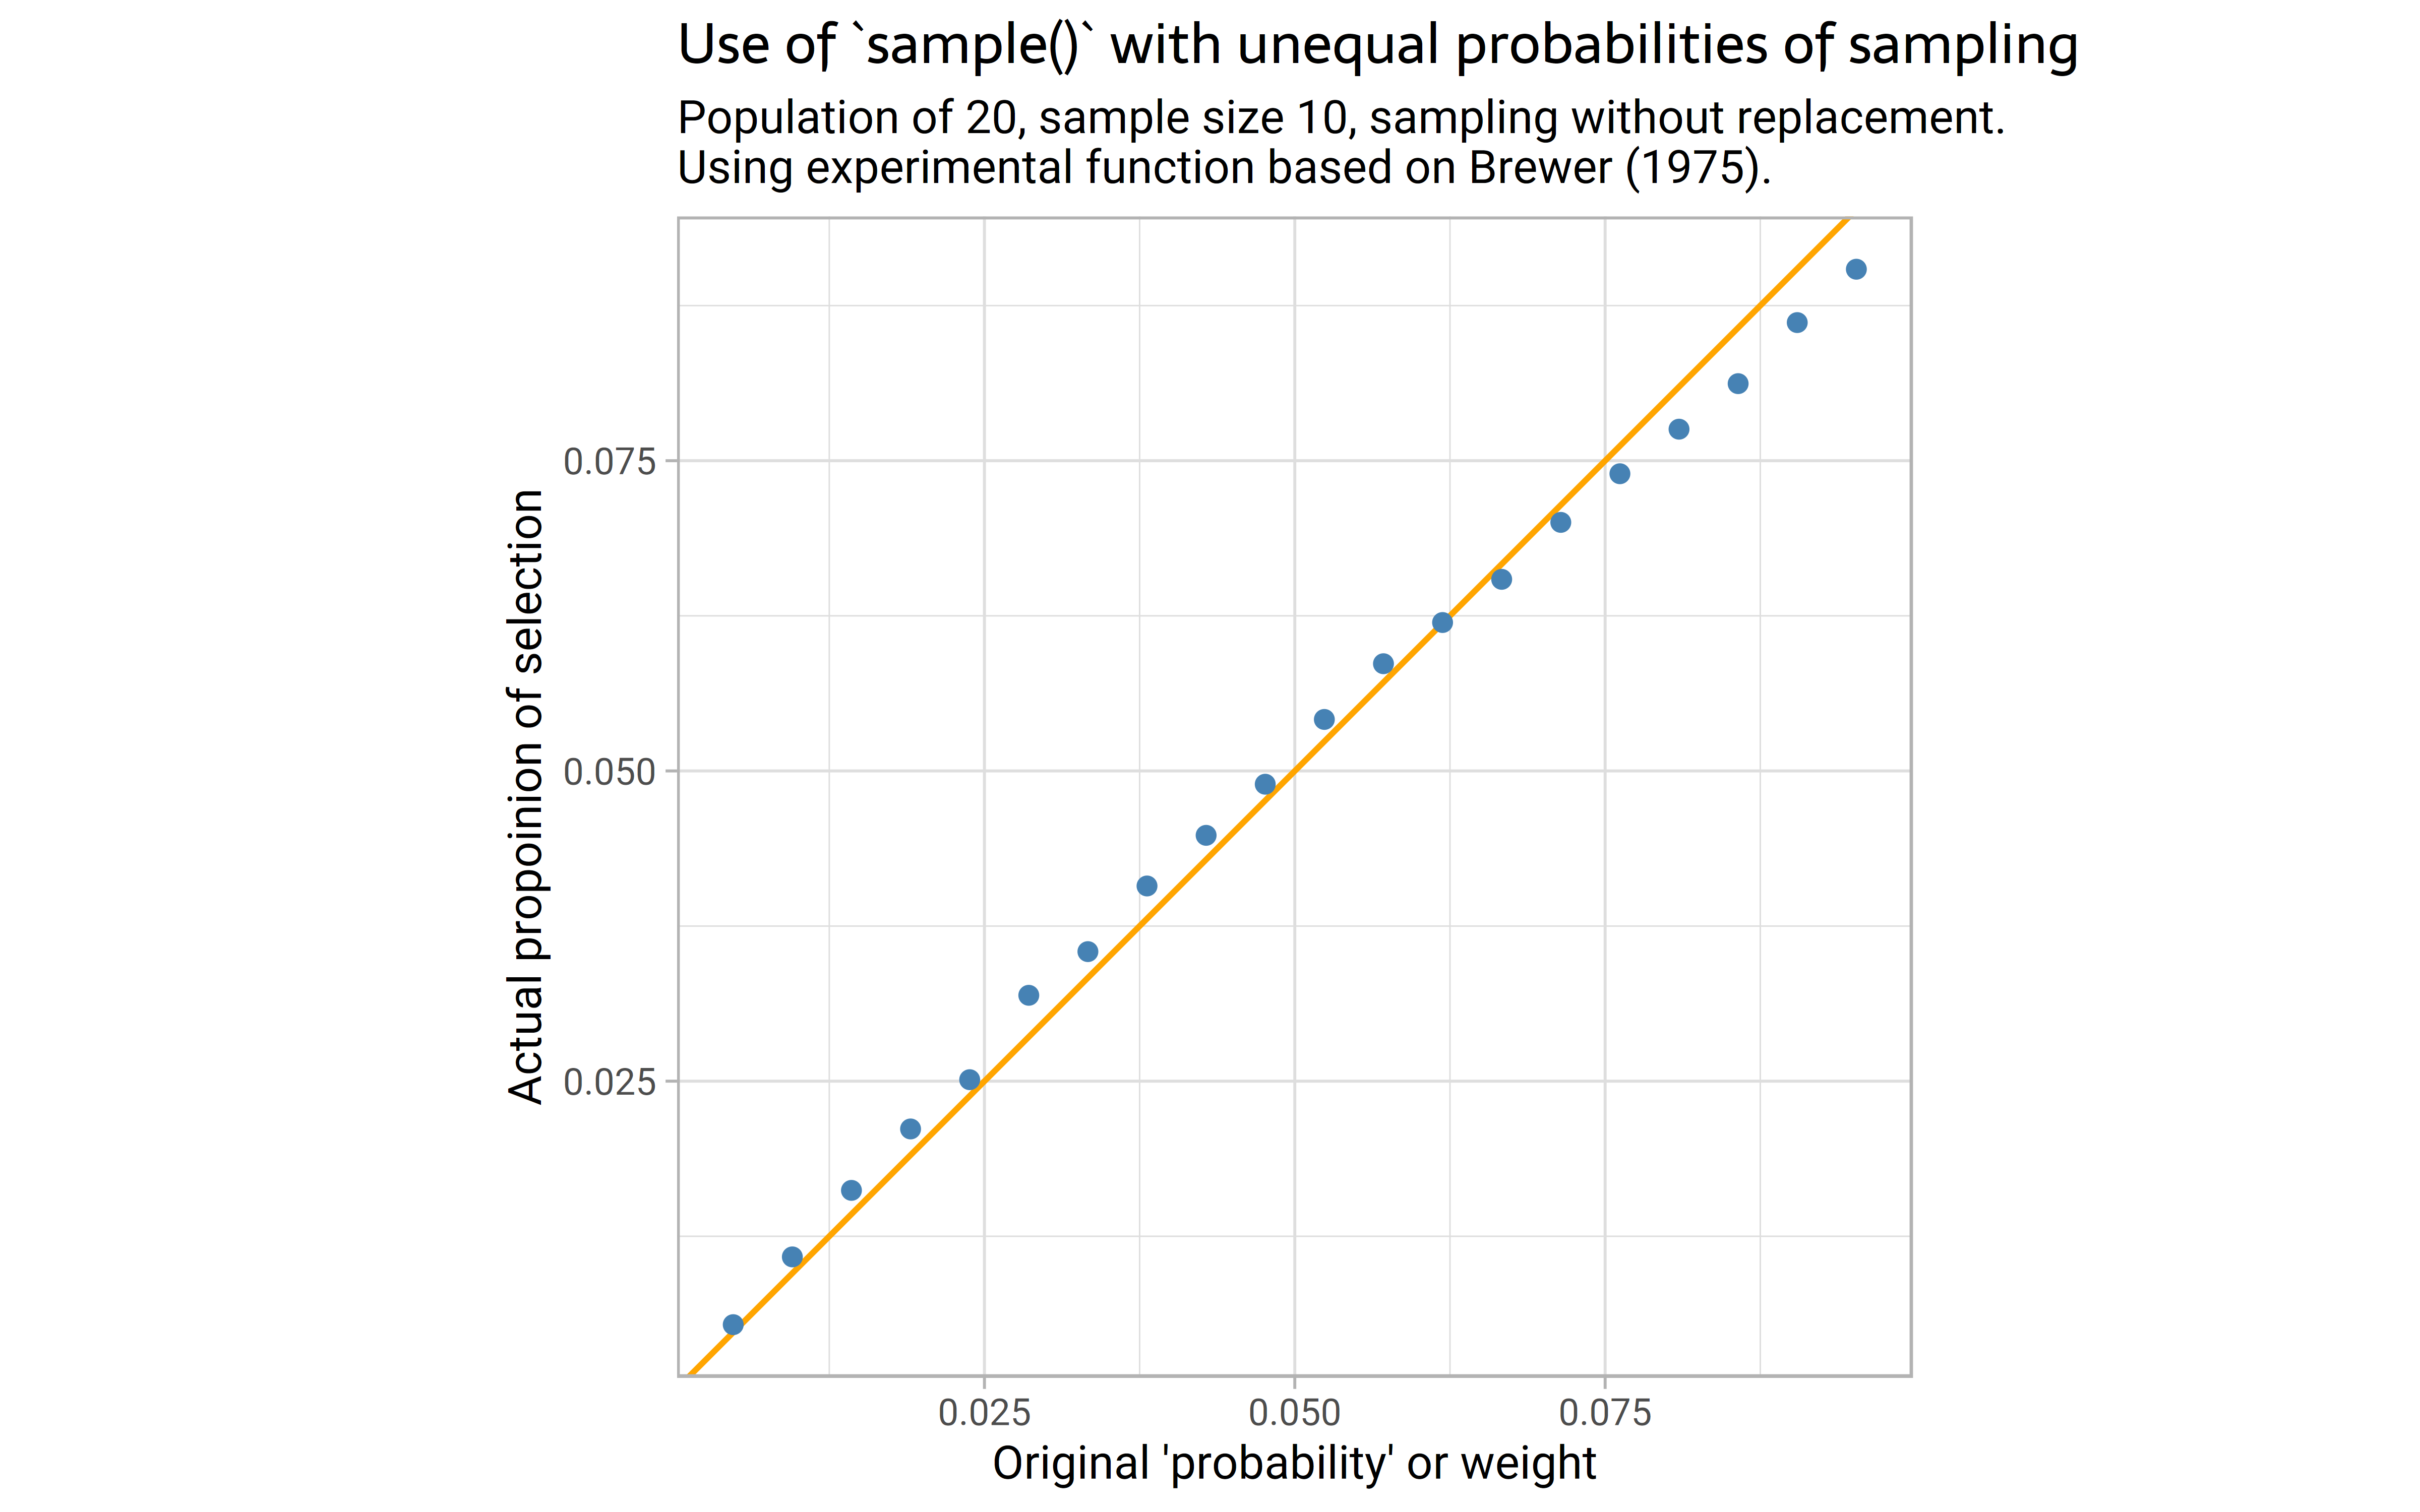 Use of `sample()` with unequal probabilities of sampling
Population of 20, sample size 10, sampling without replacement.
Using experimental function based on Brewer (1975).
Actual propoinion of selection
0.075
0.050
0.025
0.025
0.050
0.075
Original 'probability' or weight